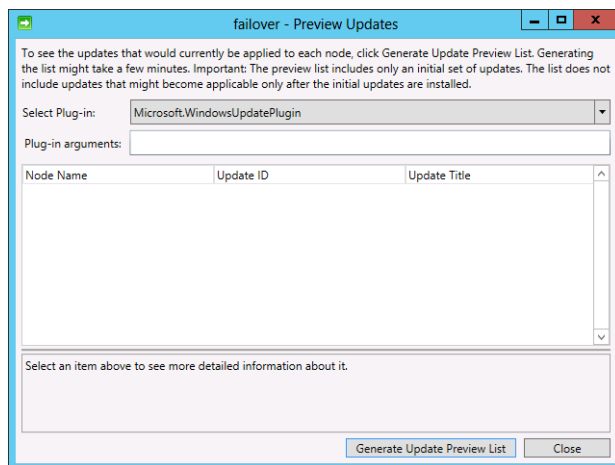 failover - Preview Updates
To see the updates that would currently be applied to each node, click Generate Update Preview List. Generating
the list might take a few minutes. Important: The preview list includes only an initial set of updates. The list does not
include updates that might become applicable only after the initial updates are installed.
Select Plug-in: Microsoft.WindowsUpdatePlugin
Plug-in arguments:
Node Name Update ID Update Title
Select an item above to see more detailed information about it.
Generate Update Preview List Close